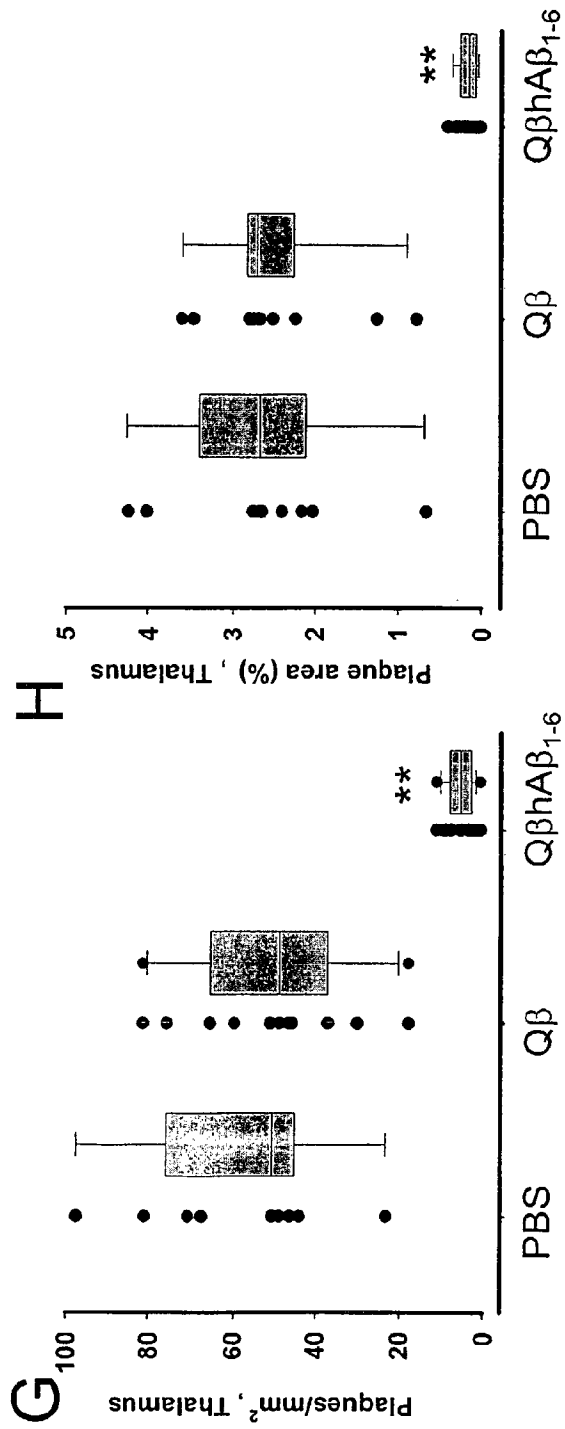 G
Plaques/mm², Thalamus
100
80
60
40
20
0
PBS
Qβ
QβhAβ1-6
**
H
Plaque area (%) , Thalamus
5
4
3
2
1
0
PBS
Qβ
QβhAβ1-6
**